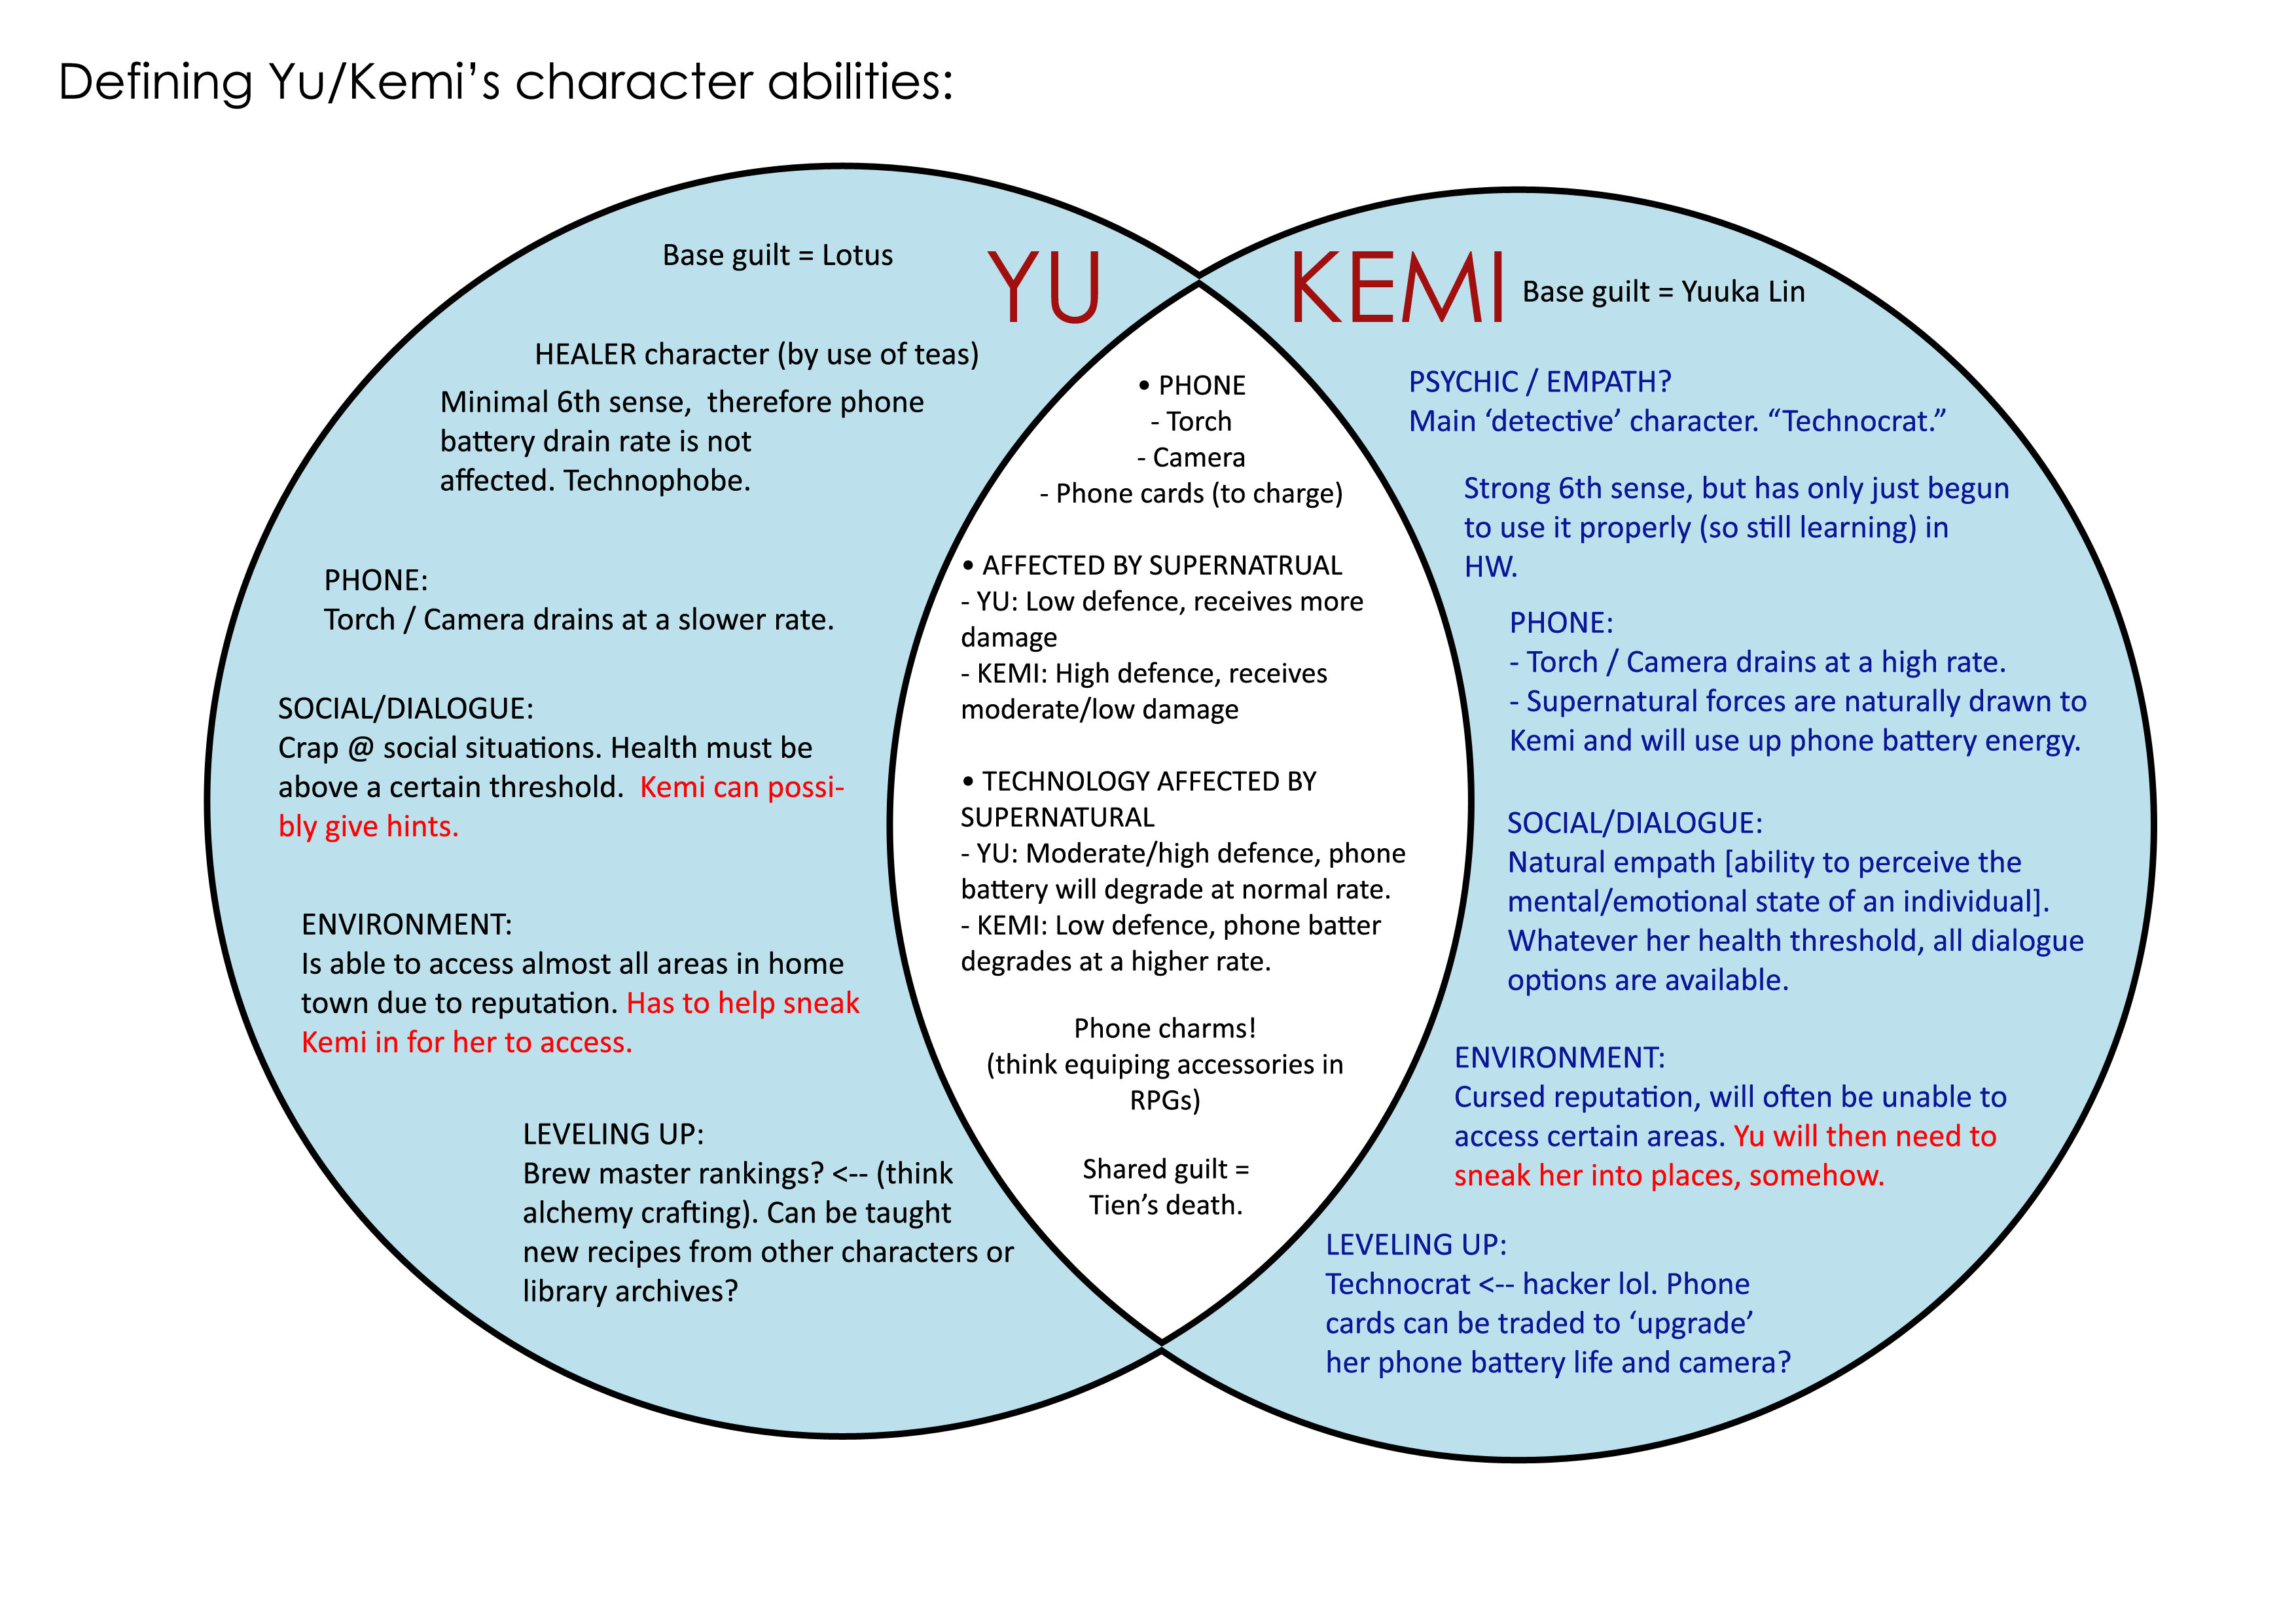 Defining Yu/Kemi’s character abilities:
YU
Base guilt = Lotus
HEALER character (by use of teas)
Minimal 6th sense,  therefore phone
battery drain rate is not
affected. Technophobe.
PHONE:
Torch / Camera drains at a slower rate.
SOCIAL/DIALOGUE:
Crap @ social situations. Health must be
above a certain threshold.  Kemi can possi-
bly give hints.
ENVIRONMENT:
Is able to access almost all areas in home
town due to reputation. Has to help sneak
Kemi in for her to access.
LEVELING UP:
Brew master rankings? <-- (think
alchemy crafting). Can be taught
new recipes from other characters or
library archives?
• PHONE
- Torch
- Camera
- Phone cards (to charge)
• AFFECTED BY SUPERNATRUAL
- YU: Low defence, receives more
damage
- KEMI: High defence, receives
moderate/low damage
• TECHNOLOGY AFFECTED BY
SUPERNATURAL
- YU: Moderate/high defence, phone
battery will degrade at normal rate.
- KEMI: Low defence, phone batter
degrades at a higher rate.
Phone charms!
(think equiping accessories in
RPGs)
Shared guilt =
Tien’s death.
KEMI
Base guilt = Yuuka Lin
PSYCHIC / EMPATH?
Main ‘detective’ character. “Technocrat.”
Strong 6th sense, but has only just begun
to use it properly (so still learning) in
HW.
PHONE:
- Torch / Camera drains at a high rate.
- Supernatural forces are naturally drawn to
Kemi and will use up phone battery energy.
SOCIAL/DIALOGUE:
Natural empath [ability to perceive the
mental/emotional state of an individual].
Whatever her health threshold, all dialogue
options are available.
ENVIRONMENT:
Cursed reputation, will often be unable to
access certain areas. Yu will then need to
sneak her into places, somehow.
LEVELING UP:
Technocrat <-- hacker lol. Phone
cards can be traded to ‘upgrade’
her phone battery life and camera?